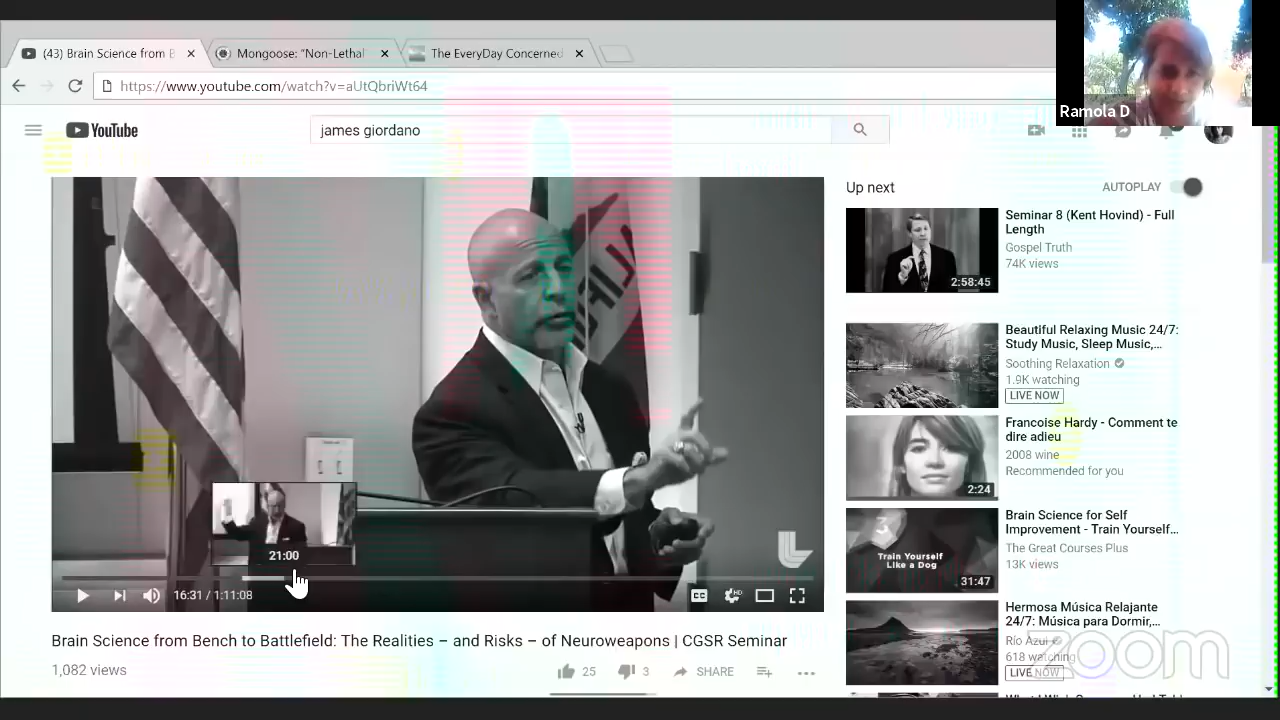 (43) Brain Science from B
Mongoose: "Non-Lethal
The EveryDay Concerned
https://www.youtube.com/watch?v=aUtQbriWt64
Ramola D
YouTube
james giordano
Up next
AUTOPLAY
Seminar 8 (Kent Hovind) - Full
Length
Gospel Truth
74K views
2:58:45
Beautiful Relaxing Music 24/7:
Study Music, Sleep Music,...
Soothing Relaxation
1.9K watching
LIVE NOW
Francoise Hardy - Comment te
dire adieu
2008 wine
Recommended for you
2:24
Brain Science for Self
Improvement - Train Yourself...
The Great Courses Plus
13K views
3
Train Yourself
Like a Dog
31:47
Hermosa Música Relajante
24/7: Música para Dormir,...
Río Azul
618 watching
LIVE NOW
zoom
21:00
16:31 / 1:11:08
CC
HD
Brain Science from Bench to Battlefield: The Realities – and Risks – of Neuroweapons | CGSR Seminar
1,082 views
25
3
SHARE